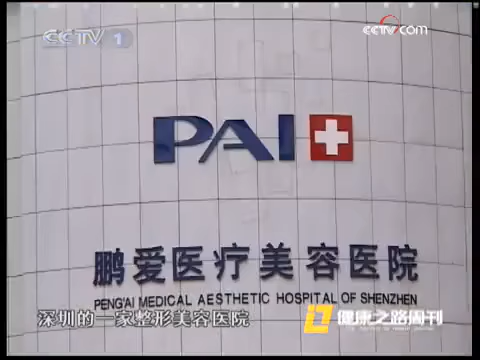 CCTV 1
cctv.com
PAI
鹏爱医疗美容医院
PENG'AI MEDICAL AESTHETIC HOSPITAL OF SHENZHEN
深圳的一家整形美容医院
健康之路周刊